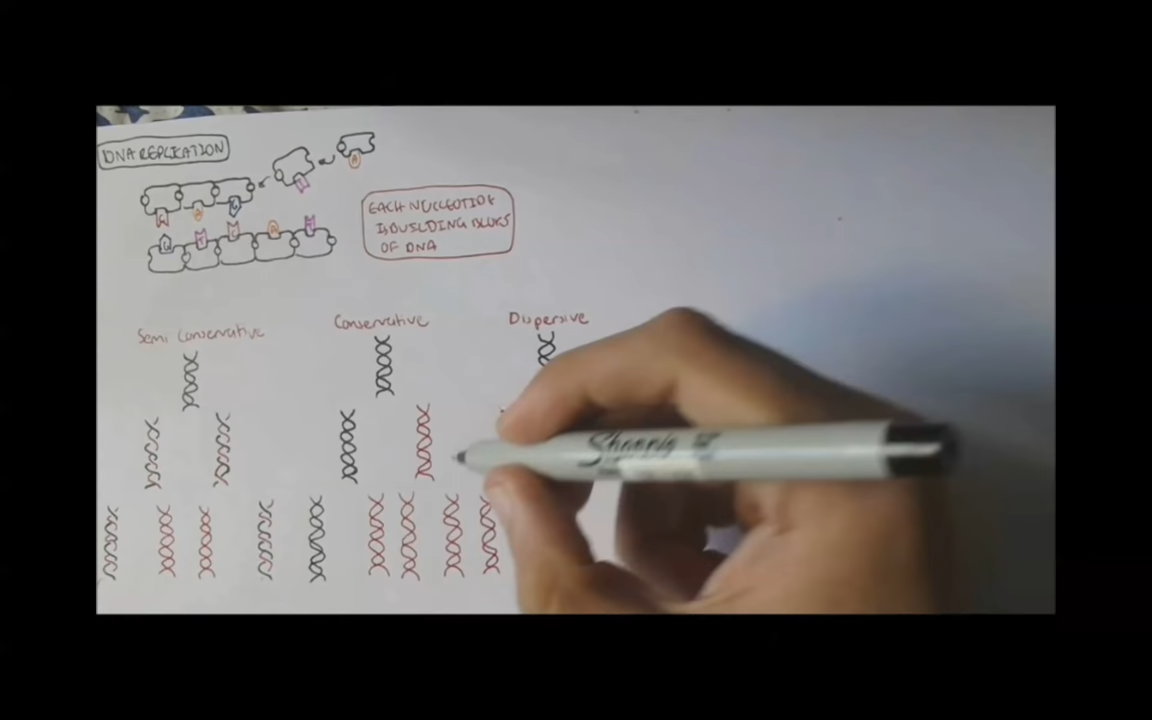 DNA REPLICATION
A
T
C A G
G T C A T
EACH NUCLEOTIDE
IS BUILDING BLOCKS
OF DNA
Semi Conservative
Conservative
Dispersive
Sharpie